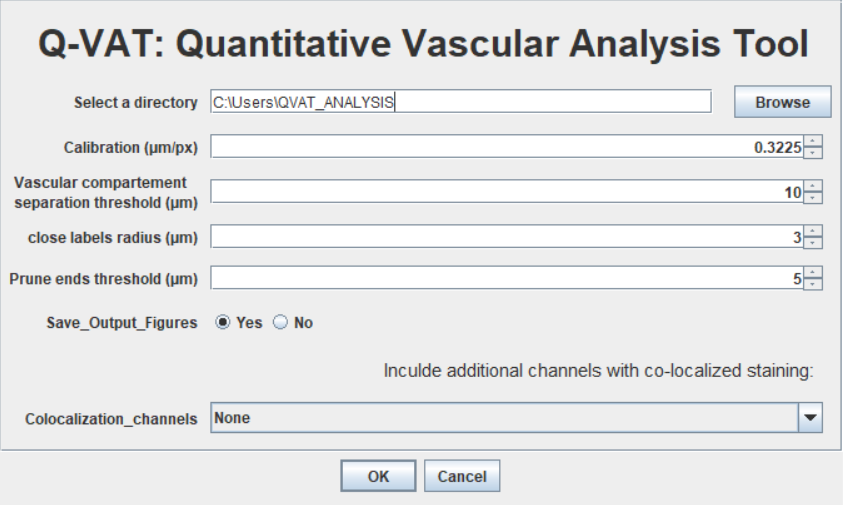 Q-VAT: Quantitative Vascular Analysis Tool
Select a directory C:\Users\QVAT_ANALYSIS Browse
Calibration (µm/px) 0.3225
Vascular compartement
separation threshold (µm) 10
close labels radius (µm) 3
Prune ends threshold (µm) 5
Save_Output_Figures Yes No
Inculde additional channels with co-localized staining:
Colocalization_channels None
OK Cancel